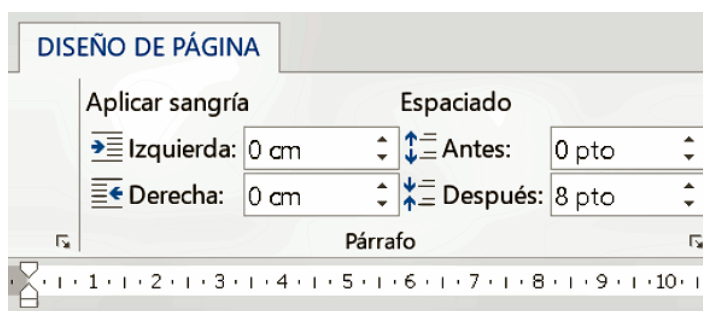 DISEÑO DE PÁGINA
Aplicar sangría Espaciado
Izquierda: 0 cm Antes: 0 pto
Derecha: 0 cm Después: 8 pto
Párrafo
1 2 3 4 5 6 7 8 9 10